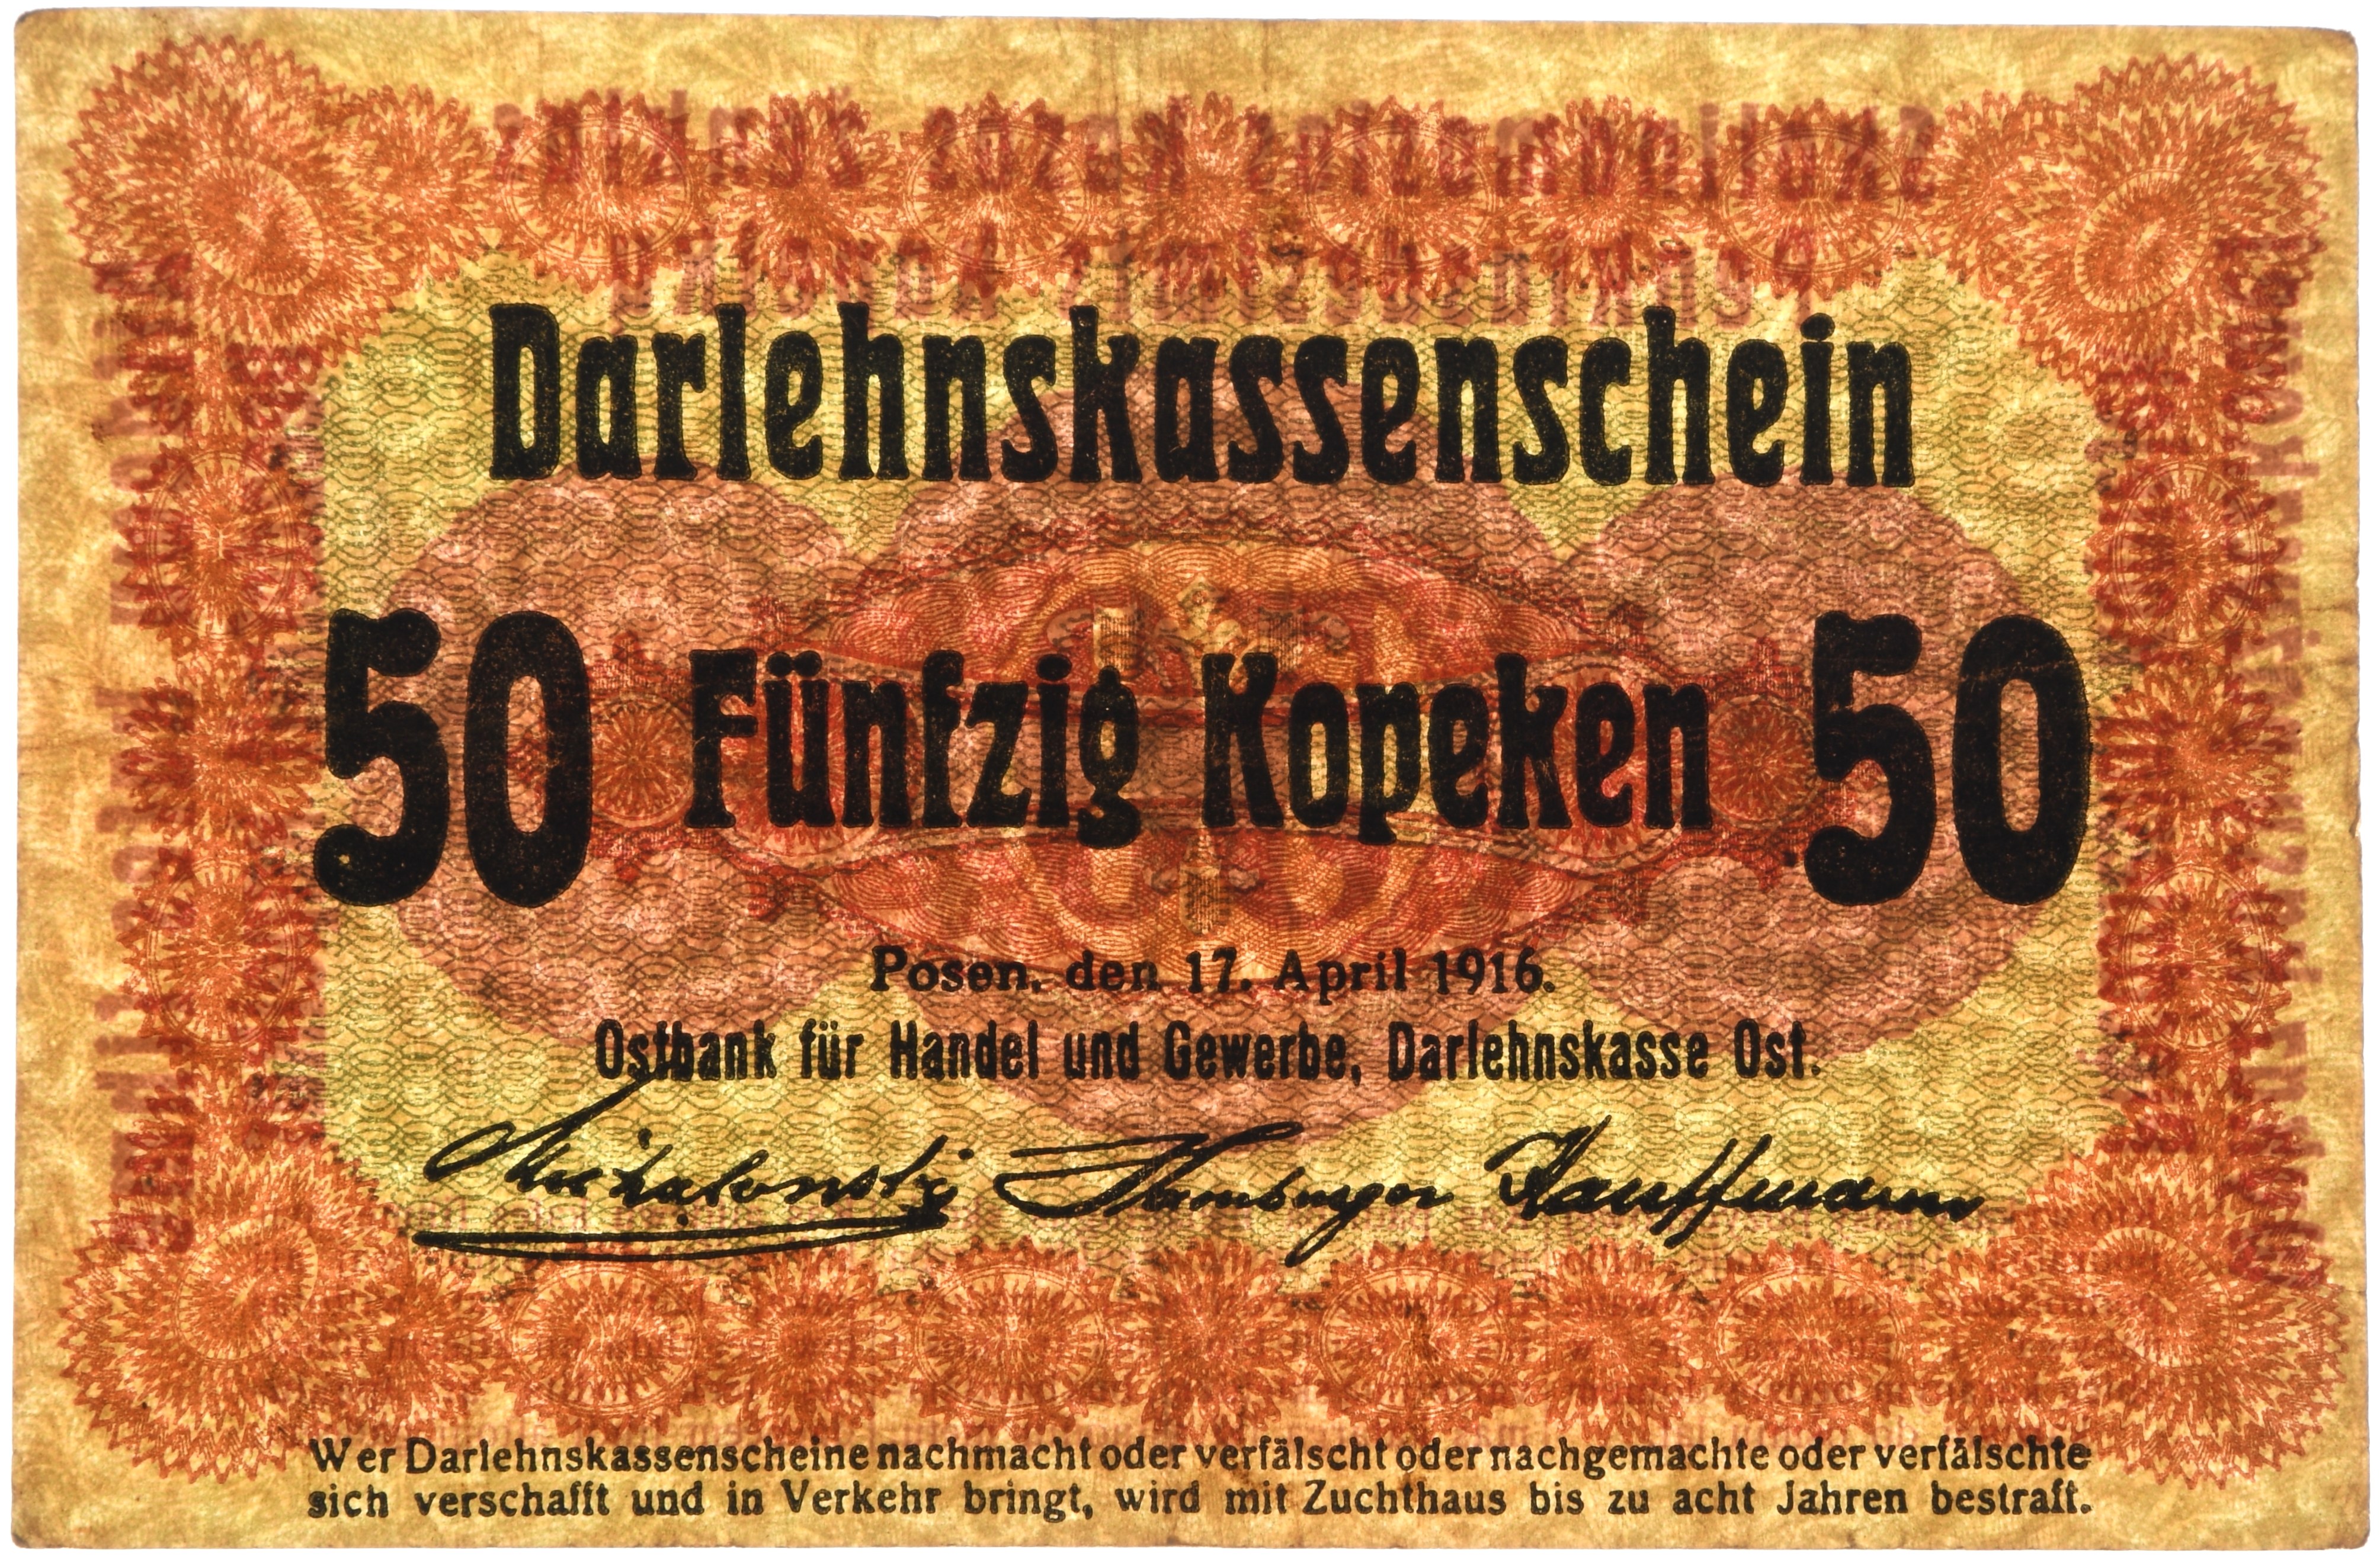 Darlehnskassenschein
50 Fünfzig Kopeken 50
Posen, den 17. April 1916.
Ostbank für Handel und Gewerbe, Darlehnskasse Ost.
Kauffmann
Wer Darlehnskassenscheine nachmacht oder verfälscht oder nachgemachte oder verfälschte
sich verschafft und in Verkehr bringt, wird mit Zuchthaus bis zu acht Jahren bestraft.